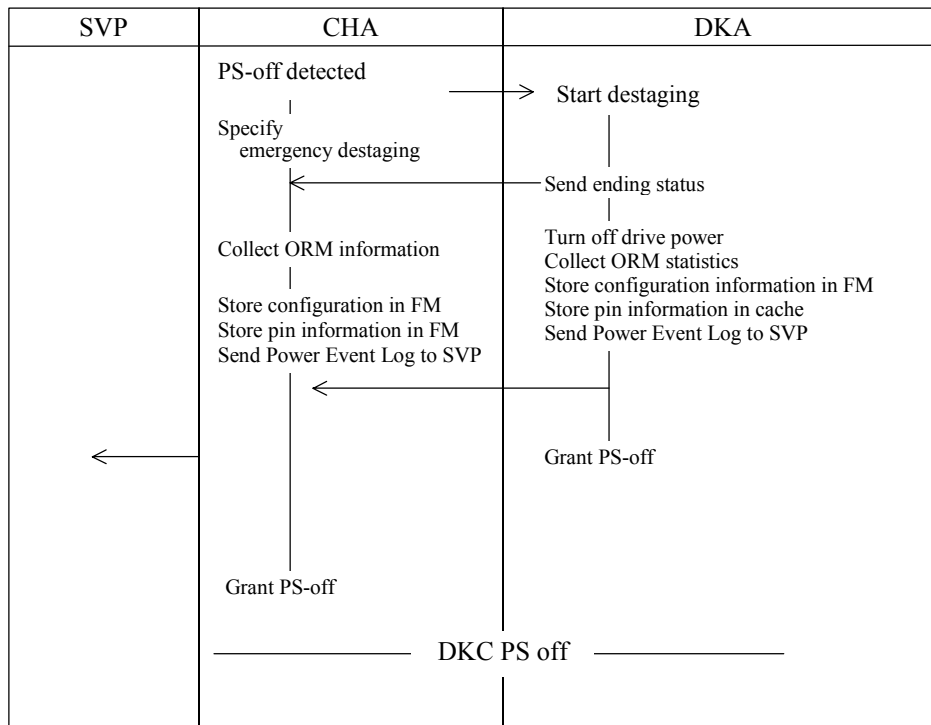 SVP
CHA
DKA
PS-off detected
Start destaging
Specify
emergency destaging
Send ending status
Collect ORM information
Turn off drive power
Collect ORM statistics
Store configuration information in FM
Store pin information in cache
Send Power Event Log to SVP
Store configuration in FM
Store pin information in FM
Send Power Event Log to SVP
Grant PS-off
Grant PS-off
DKC PS off